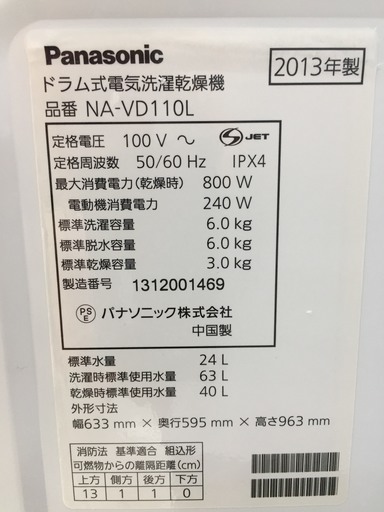 Panasonic
2013年製
ドラム式電気洗濯乾燥機
品番 NA-VD110L
定格電圧 100 V ～ JET
定格周波数 50/60 Hz IPX4
最大消費電力(乾燥時) 800 W
電動機消費電力 240 W
標準洗濯容量 6.0 kg
標準脱水容量 6.0 kg
標準乾燥容量 3.0 kg
製造番号 1312001469
PSE パナソニック株式会社
中国製
標準水量 24 L
洗濯時標準使用水量 63 L
乾燥時標準使用水量 40 L
外形寸法
幅633 mm × 奥行595 mm × 高さ963 mm
消防法 基準適合 組込形
可燃物からの離隔距離(cm)
上方 側方 後方 下方
13 1 1 0